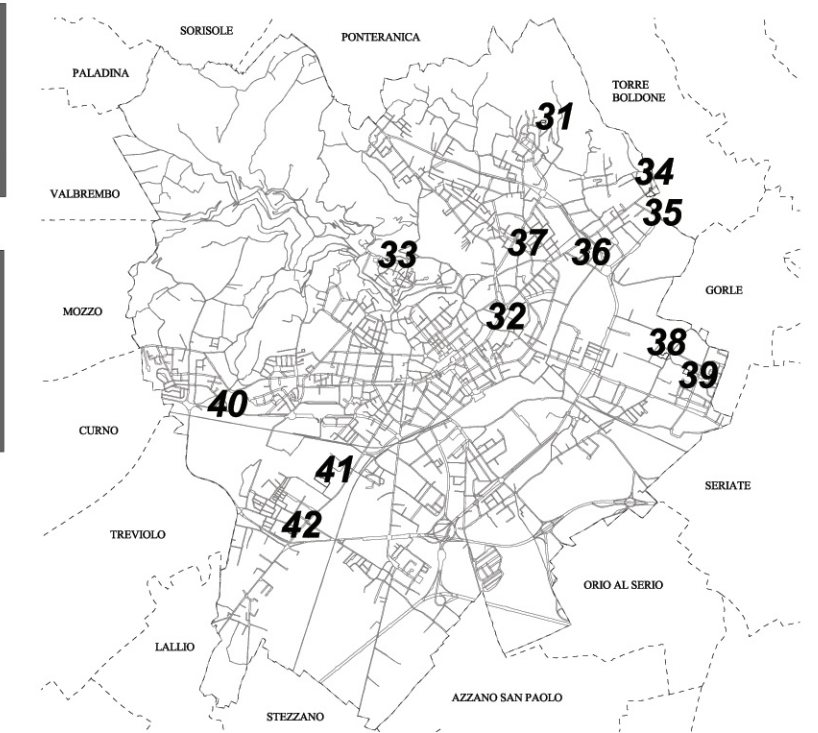 SORISOLE
PONTERANICA
PALADINA
TORRE
BOLDONE
31
34
VALBREMBO
35
37
36
33
GORLE
MOZZO
32
38
39
40
CURNO
41
SERIATE
42
TREVIOLO
ORIO AL SERIO
LALLIO
AZZANO SAN PAOLO
STEZZANO